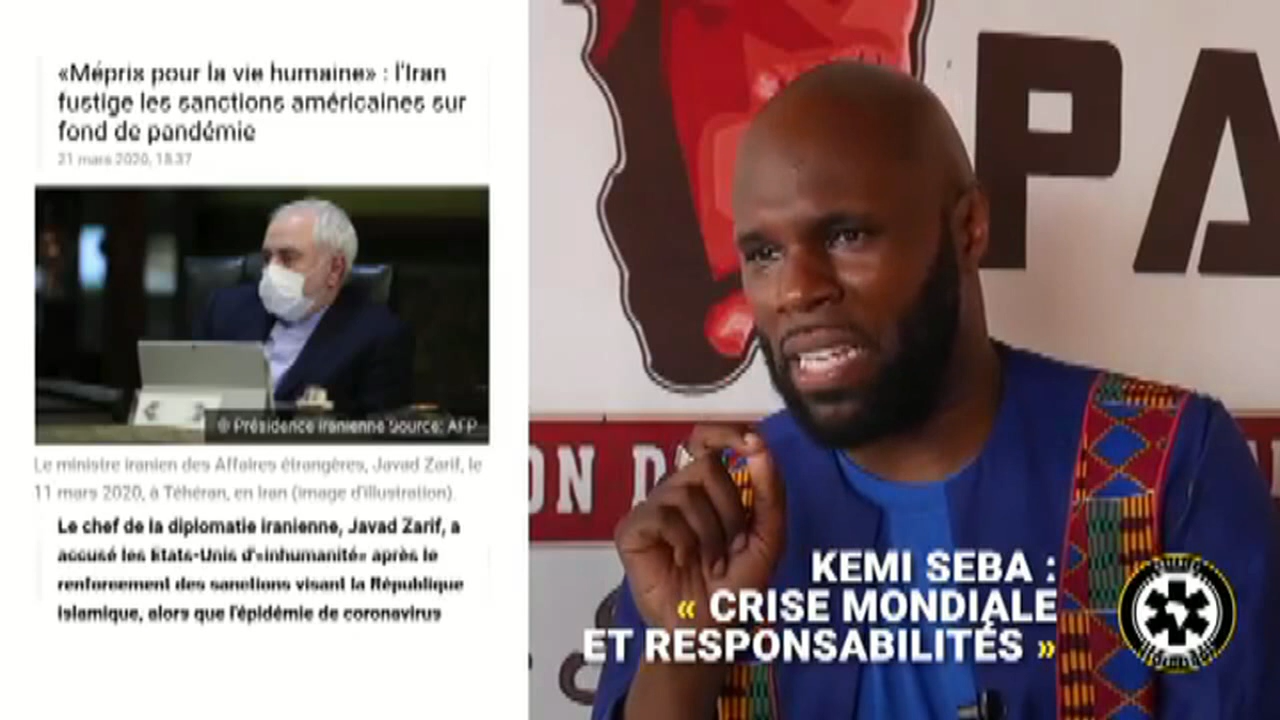 «Mépris pour la vie humaine» : l'Iran
fustige les sanctions américaines sur
fond de pandémie
21 mars 2020, 18:37
© Présidence iranienne Source: AFP
Le ministre iranien des Affaires étrangères, Javad Zarif, le
11 mars 2020, à Téhéran, en Iran (image d'illustration).
Le chef de la diplomatie iranienne, Javad Zarif, a
accusé les Etats-Unis d'«inhumanité» après le
renforcement des sanctions visant la République
islamique, alors que l'épidémie de coronavirus
PA
ON D
KEMI SEBA :
« CRISE MONDIALE
ET RESPONSABILITÉS »